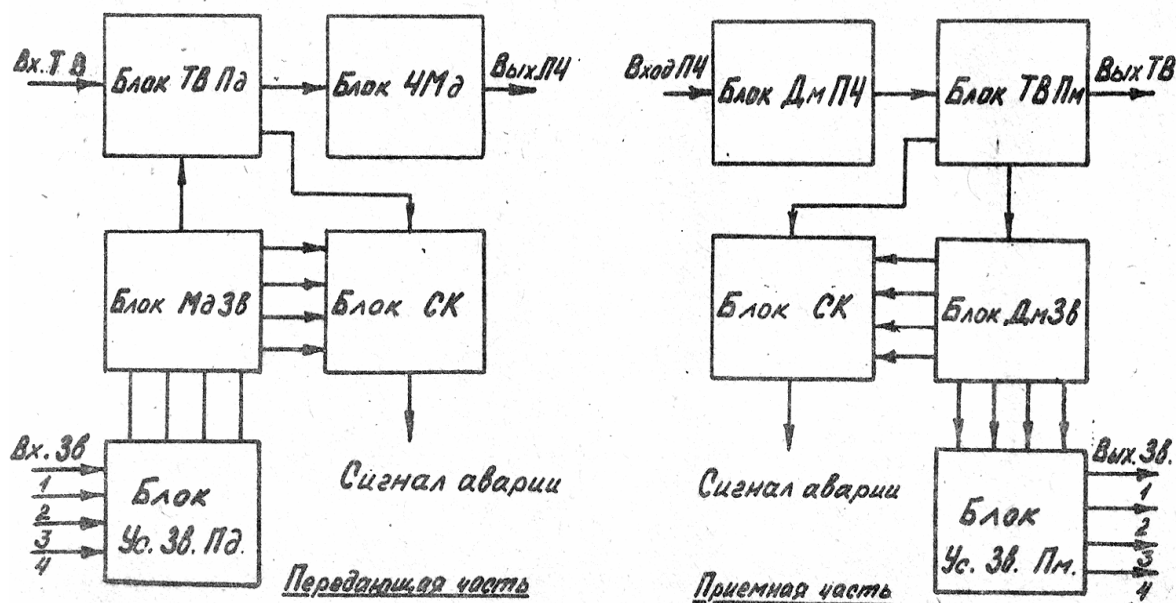 Вх. ТВ
Блок ТВ Пд
Блок ЧМд
Вых.ПЧ
Блок МдЗв
Блок СК
Вх. Зв
1
2
3
4
Блок
Ус. Зв. Пд.
Сигнал аварии
Передающая часть
Вход ПЧ
Блок Дм ПЧ
Блок ТВ Пм
Вых ТВ
Блок СК
Блок ДмЗв
Сигнал аварии
Блок
Ус. Зв. Пм.
Вых. Зв.
1
2
3
4
Приемная часть